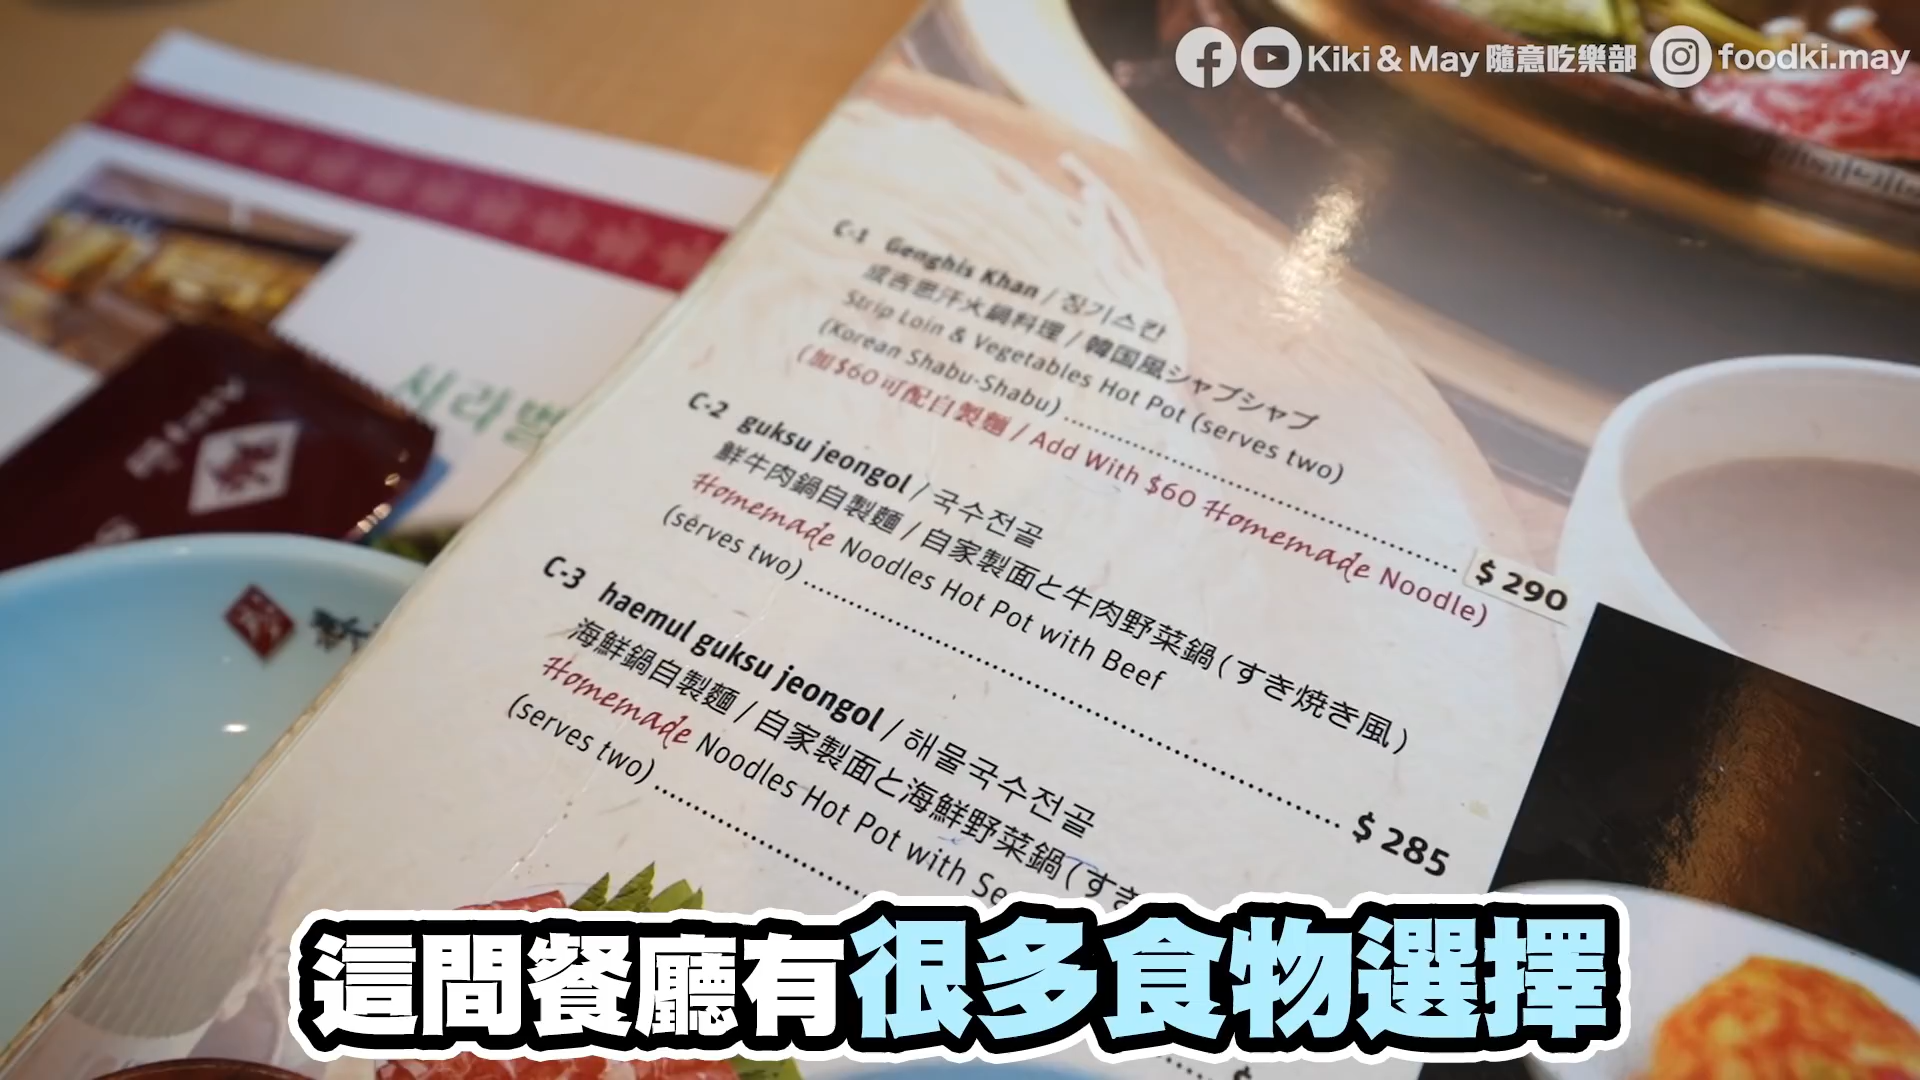 Kiki & May 隨意吃樂部 foodki.may
C-1 Genghis Khan / 징기스칸
成吉思汗火鍋料理 / 韓国風シャブシャブ
Strip Loin & Vegetables Hot Pot (serves two)
(Korean Shabu-Shabu) $ 290
(加$60可配自製麵 / Add With $60 Homemade Noodle)
C-2 guksu jeongol / 국수전골
鮮牛肉鍋自製麵 / 自家製面と牛肉野菜鍋(すき焼き風)
Homemade Noodles Hot Pot with Beef
(serves two) $ 285
C-3 haemul guksu jeongol / 해물국수전골
海鮮鍋自製麵 / 自家製面と海鮮野菜鍋(すき
Homemade Noodles Hot Pot with Se
(serves two)
서라벌
這間餐廳有很多食物選擇